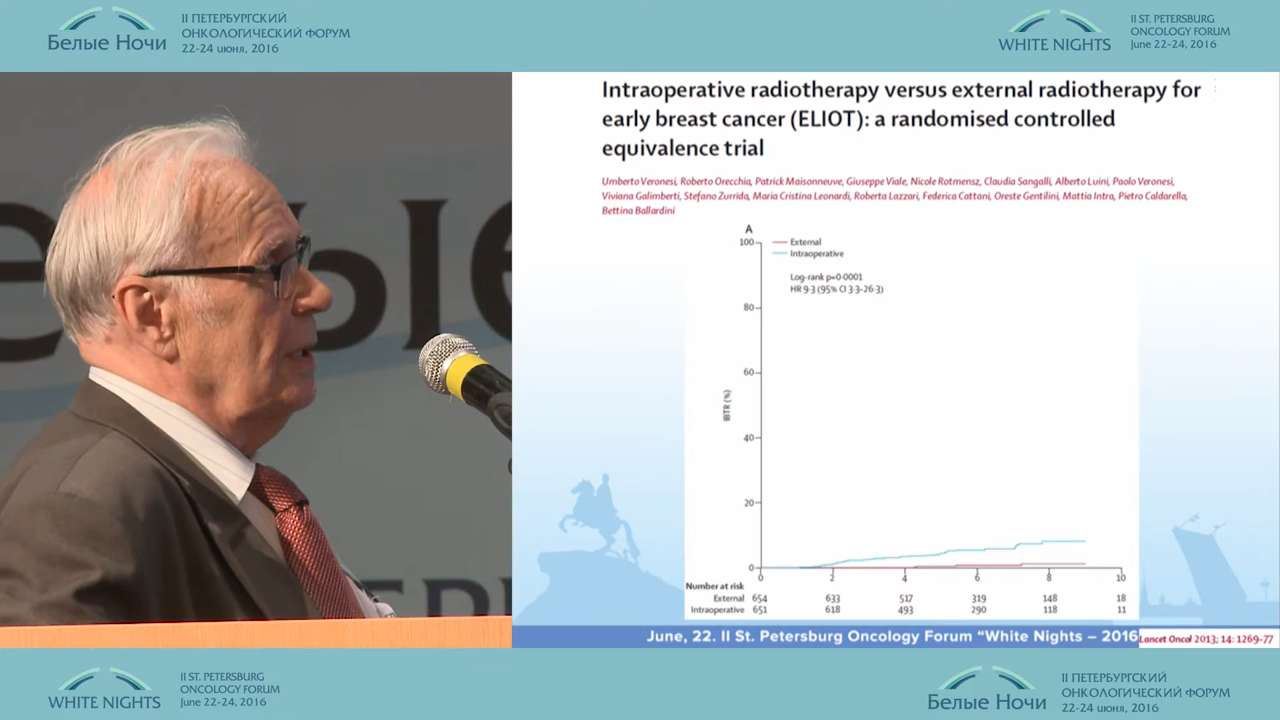 II ПЕТЕРБУРГСКИЙ
ОНКОЛОГИЧЕСКИЙ ФОРУМ
22-24 июня, 2016
Белые Ночи
WHITE NIGHTS
II ST. PETERSBURG
ONCOLOGY FORUM
June 22-24, 2016
Intraoperative radiotherapy versus external radiotherapy for
early breast cancer (ELIOT): a randomised controlled
equivalence trial
Umberto Veronesi, Roberto Orecchia, Patrick Maisonneuve, Giuseppe Viale, Nicole Rotmensz, Claudia Sangalli, Alberto Luini, Paolo Veronesi,
Viviana Galimberti, Stefano Zurrida, Maria Cristina Leonardi, Roberta Lazzari, Federica Cattani, Oreste Gentilini, Mattia Intra, Pietro Caldarella,
Bettina Ballardini
A
100
External
Intraoperative
Log-rank p=0·0001
HR 9·3 (95% CI 3·3–26·3)
80
60
IBTR (%)
40
20
0
0 2 4 6 8 10
Number at risk
External 654 633 517 319 148 18
Intraoperative 651 618 493 290 118 11
June, 22. II St. Petersburg Oncology Forum “White Nights – 2016
Lancet Oncol 2013; 14: 1269–77
WHITE NIGHTS
II ST. PETERSBURG
ONCOLOGY FORUM
June 22-24, 2016
Белые Ночи
II ПЕТЕРБУРГСКИЙ
ОНКОЛОГИЧЕСКИЙ ФОРУМ
22-24 июня, 2016